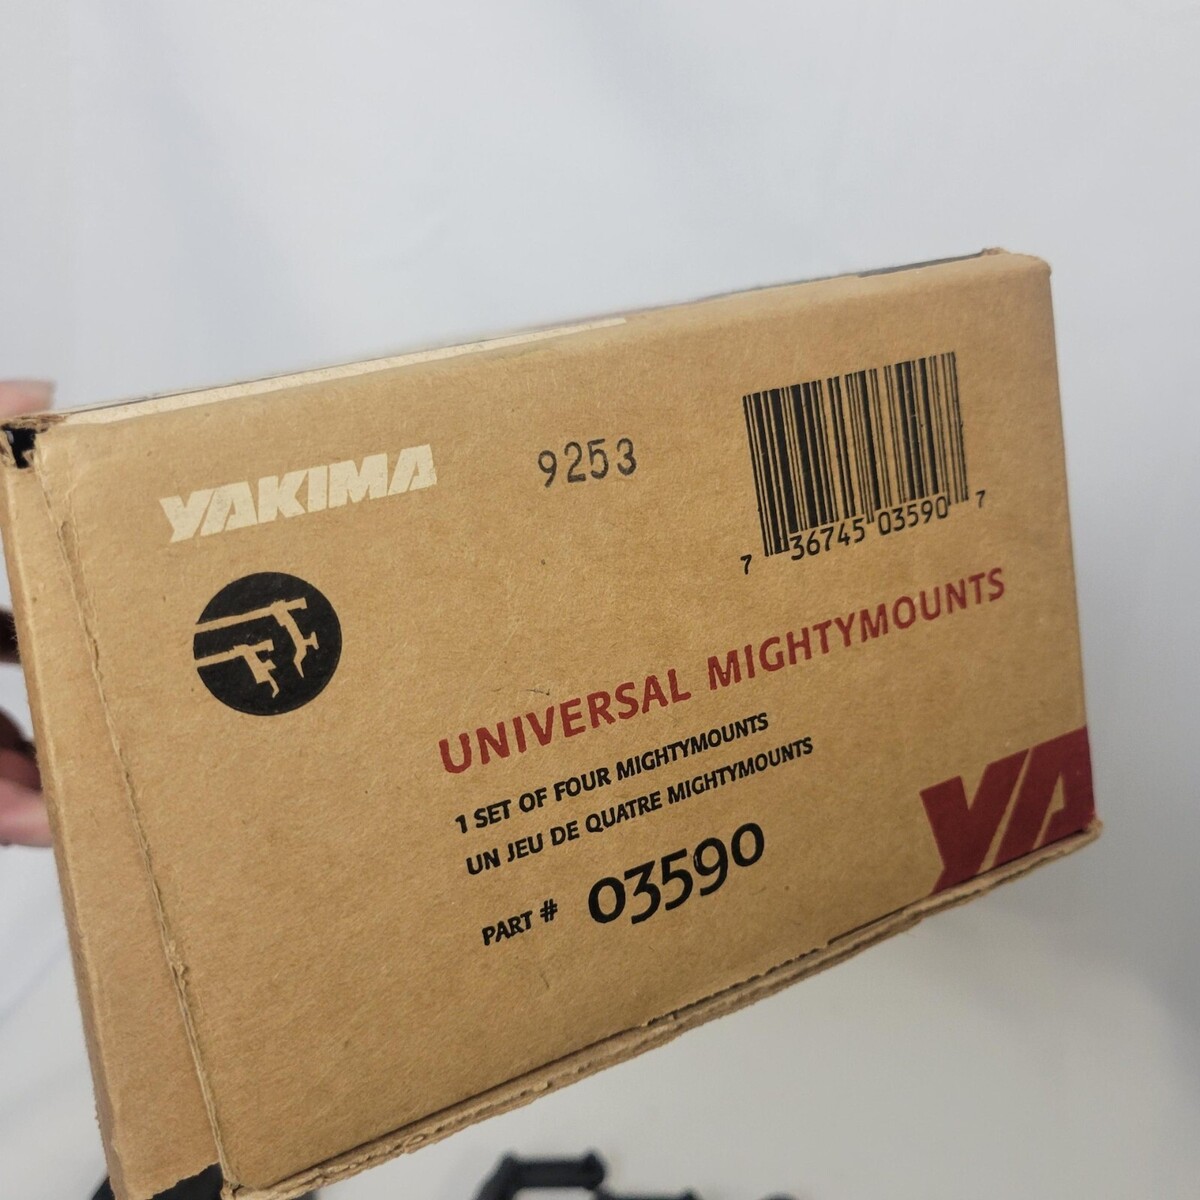 YAKIMA
9253
7 36745 03590 7
UNIVERSAL MIGHTYMOUNTS
1 SET OF FOUR MIGHTYMOUNTS
UN JEU DE QUATRE MIGHTYMOUNTS
PART # 03590
YA